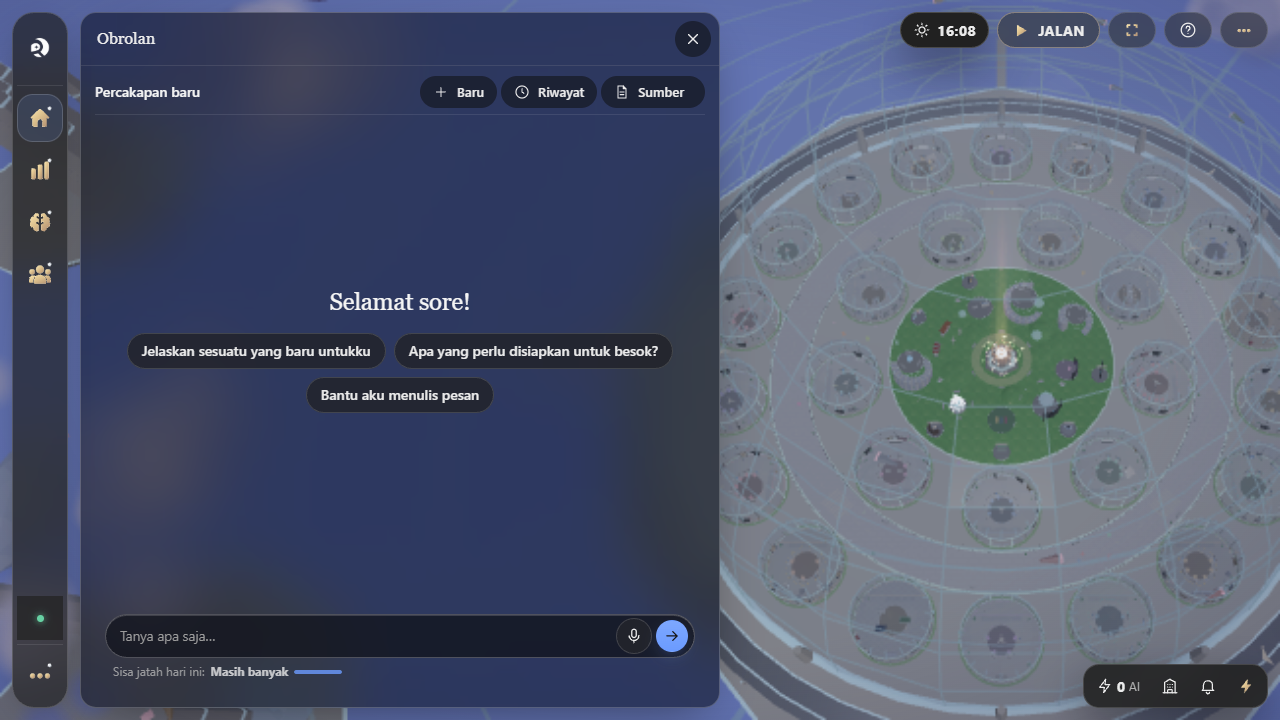 Obrolan
16:08
JALAN
Percakapan baru
Baru
Riwayat
Sumber
Selamat sore!
Jelaskan sesuatu yang baru untukku
Apa yang perlu disiapkan untuk besok?
Bantu aku menulis pesan
Tanya apa saja...
Sisa jatah hari ini: Masih banyak
0 AI